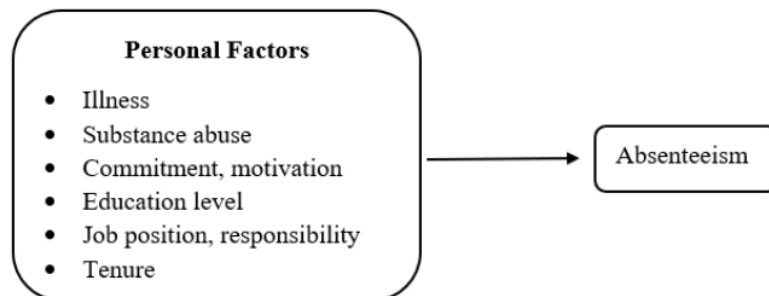 Personal Factors
• Illness
• Substance abuse
• Commitment, motivation
• Education level
• Job position, responsibility
• Tenure
Absenteeism